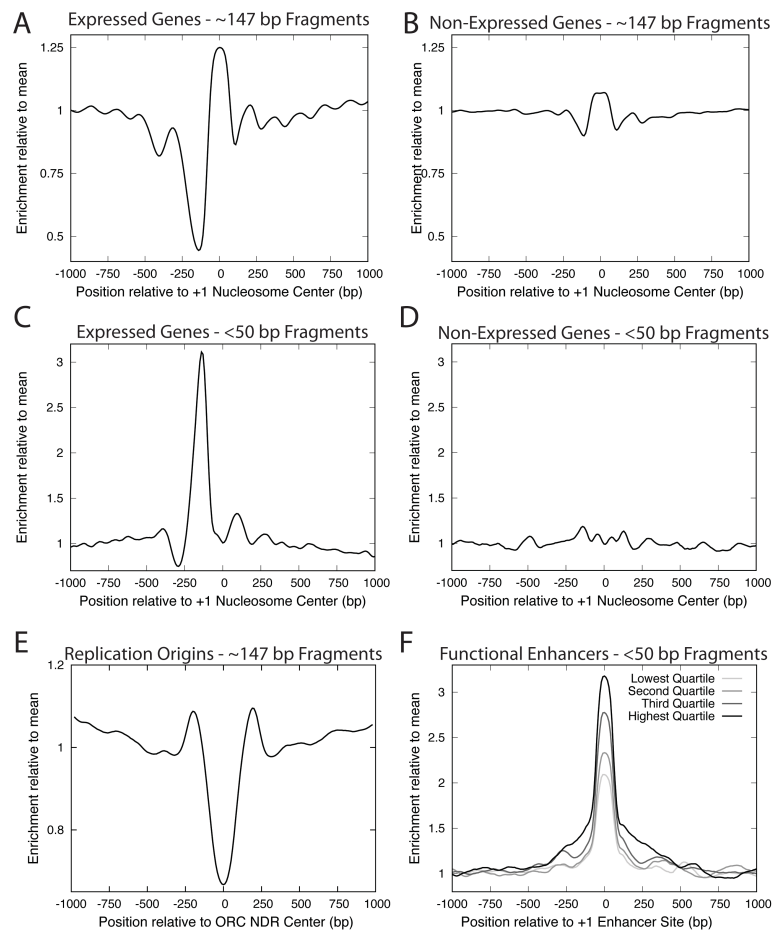 A
Expressed Genes - ~147 bp Fragments
Enrichment relative to mean
1.25
1
0.75
0.5
-1000 -750 -500 -250 0 250 500 750 1000
Position relative to +1 Nucleosome Center (bp)
B
Non-Expressed Genes - ~147 bp Fragments
Enrichment relative to mean
1.25
1
0.75
0.5
-1000 -750 -500 -250 0 250 500 750 1000
Position relative to +1 Nucleosome Center (bp)
C
Expressed Genes - <50 bp Fragments
Enrichment relative to mean
3
2.5
2
1.5
1
-1000 -750 -500 -250 0 250 500 750 1000
Position relative to +1 Nucleosome Center (bp)
D
Non-Expressed Genes - <50 bp Fragments
Enrichment relative to mean
3
2.5
2
1.5
1
-1000 -750 -500 -250 0 250 500 750 1000
Position relative to +1 Nucleosome Center (bp)
E
Replication Origins - ~147 bp Fragments
Enrichment relative to mean
1.2
1
0.8
-1000 -750 -500 -250 0 250 500 750 1000
Position relative to ORC NDR Center (bp)
F
Functional Enhancers - <50 bp Fragments
Lowest Quartile
Second Quartile
Third Quartile
Highest Quartile
Enrichment relative to mean
3
2.5
2
1.5
1
-1000 -750 -500 -250 0 250 500 750 1000
Position relative to +1 Enhancer Site (bp)